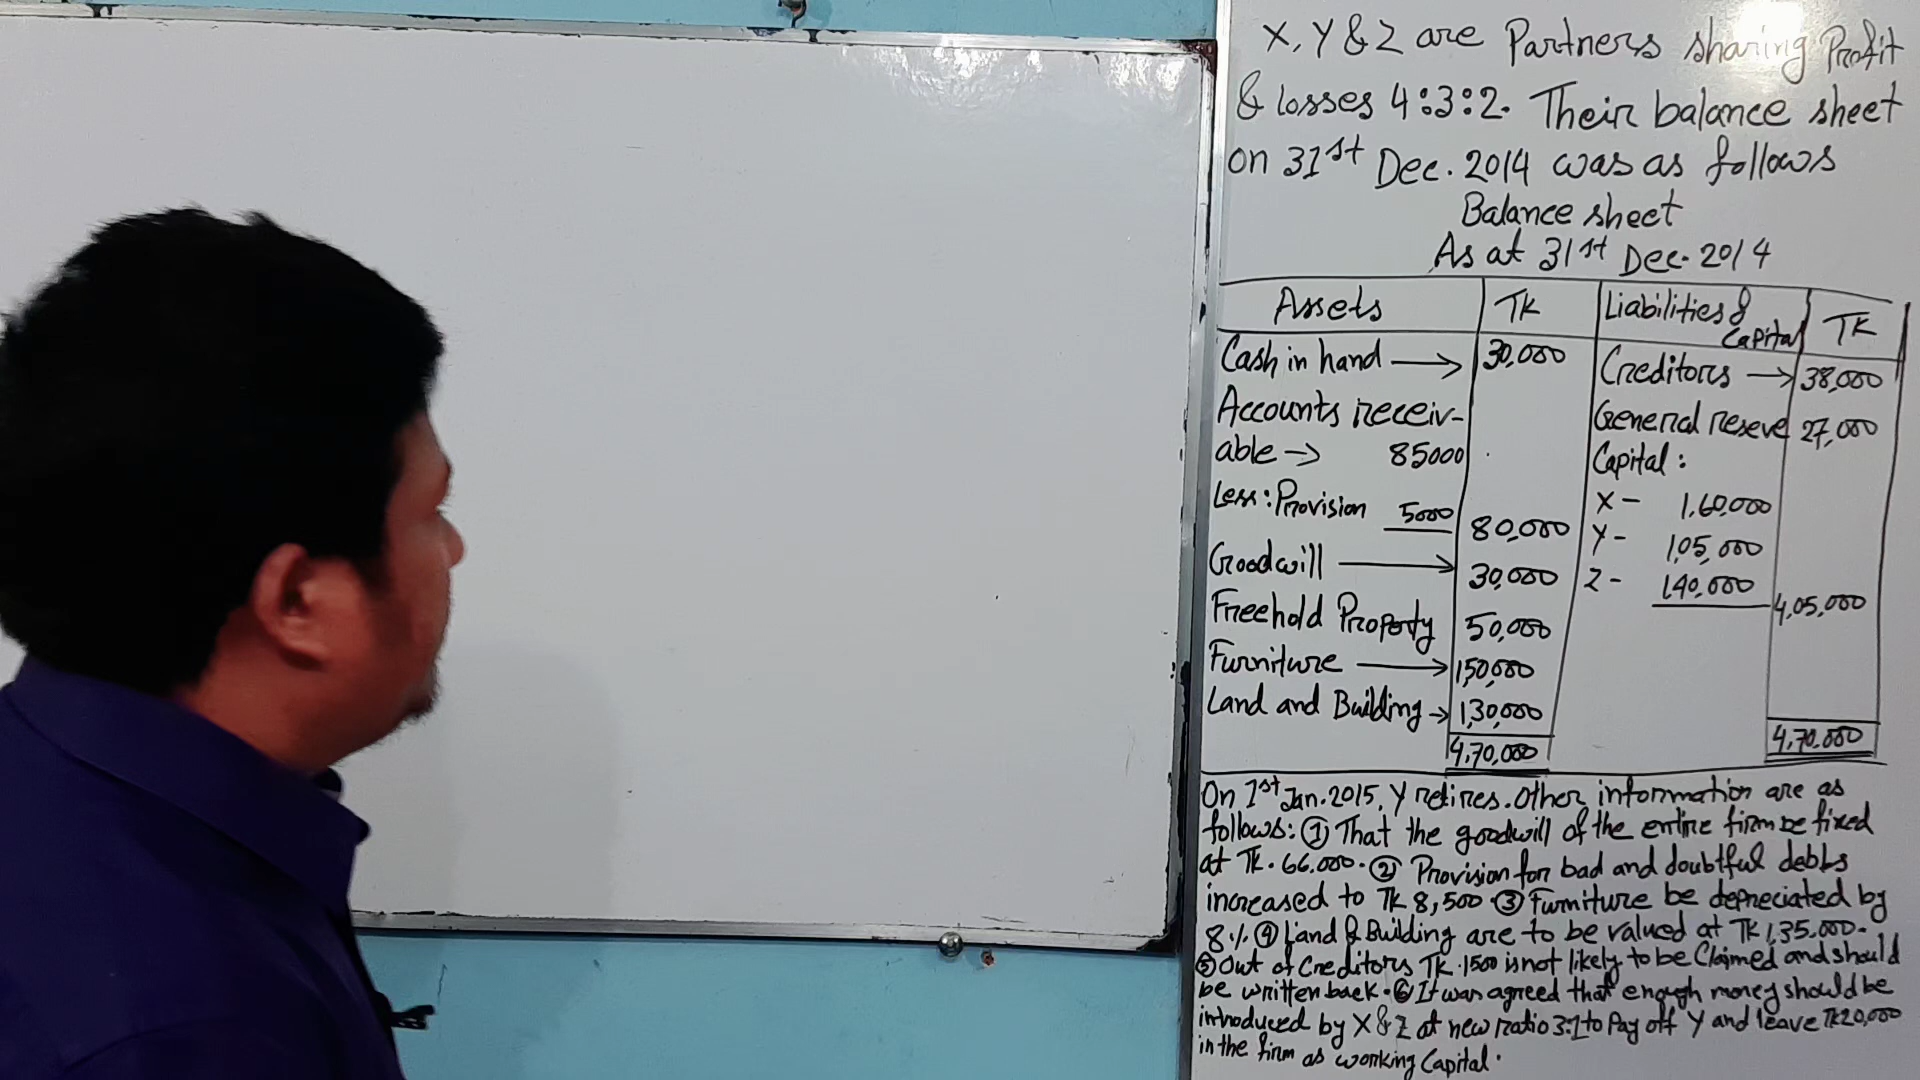 X, Y & Z are Partners sharing Profit
& losses 4:3:2. Their balance sheet
on 31st Dec. 2014 was as follows
Balance sheet
As at 31st Dec. 2014
Assets TK Liabilities & Capital TK
Cash in hand → 30,000 Creditors → 38,000
Accounts receiv-
able → 85000 General reseve 27,000
Less: Provision 5000 80,000 Capital:
X - 1,60,000
Goodwill → 30,000 Y - 1,05,000
Freehold Property 50,000 Z - 1,40,000 4,05,000
Furniture → 1,50,000
Land and Building → 1,30,000
4,70,000 4,70,000
On 1st Jan. 2015, Y retires. Other information are as
follows: ① That the goodwill of the entire firm be fixed
at TK. 66,000. ② Provision for bad and doubtful debts
increased to TK 8,500 ③ Furniture be depreciated by
8% ④ Land & Building are to be valued at TK 1,35,000.
⑤ Out of Creditors TK. 1500 is not likely to be Claimed and should
be written back. ⑥ It was agreed that enough money should be
introduced by X & Z at new ratio 3:1 to Pay off Y and leave TK 20,000
in the firm as working Capital.